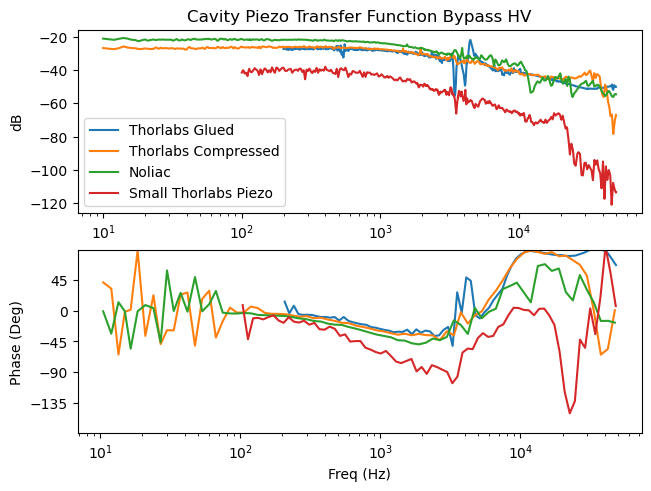 Cavity Piezo Transfer Function Bypass HV
dB
−20
−40
−60
−80
−100
−120
Thorlabs Glued
Thorlabs Compressed
Noliac
Small Thorlabs Piezo
10¹ 10² 10³ 10⁴
Phase (Deg)
45
0
−45
−90
−135
10¹ 10² 10³ 10⁴
Freq (Hz)